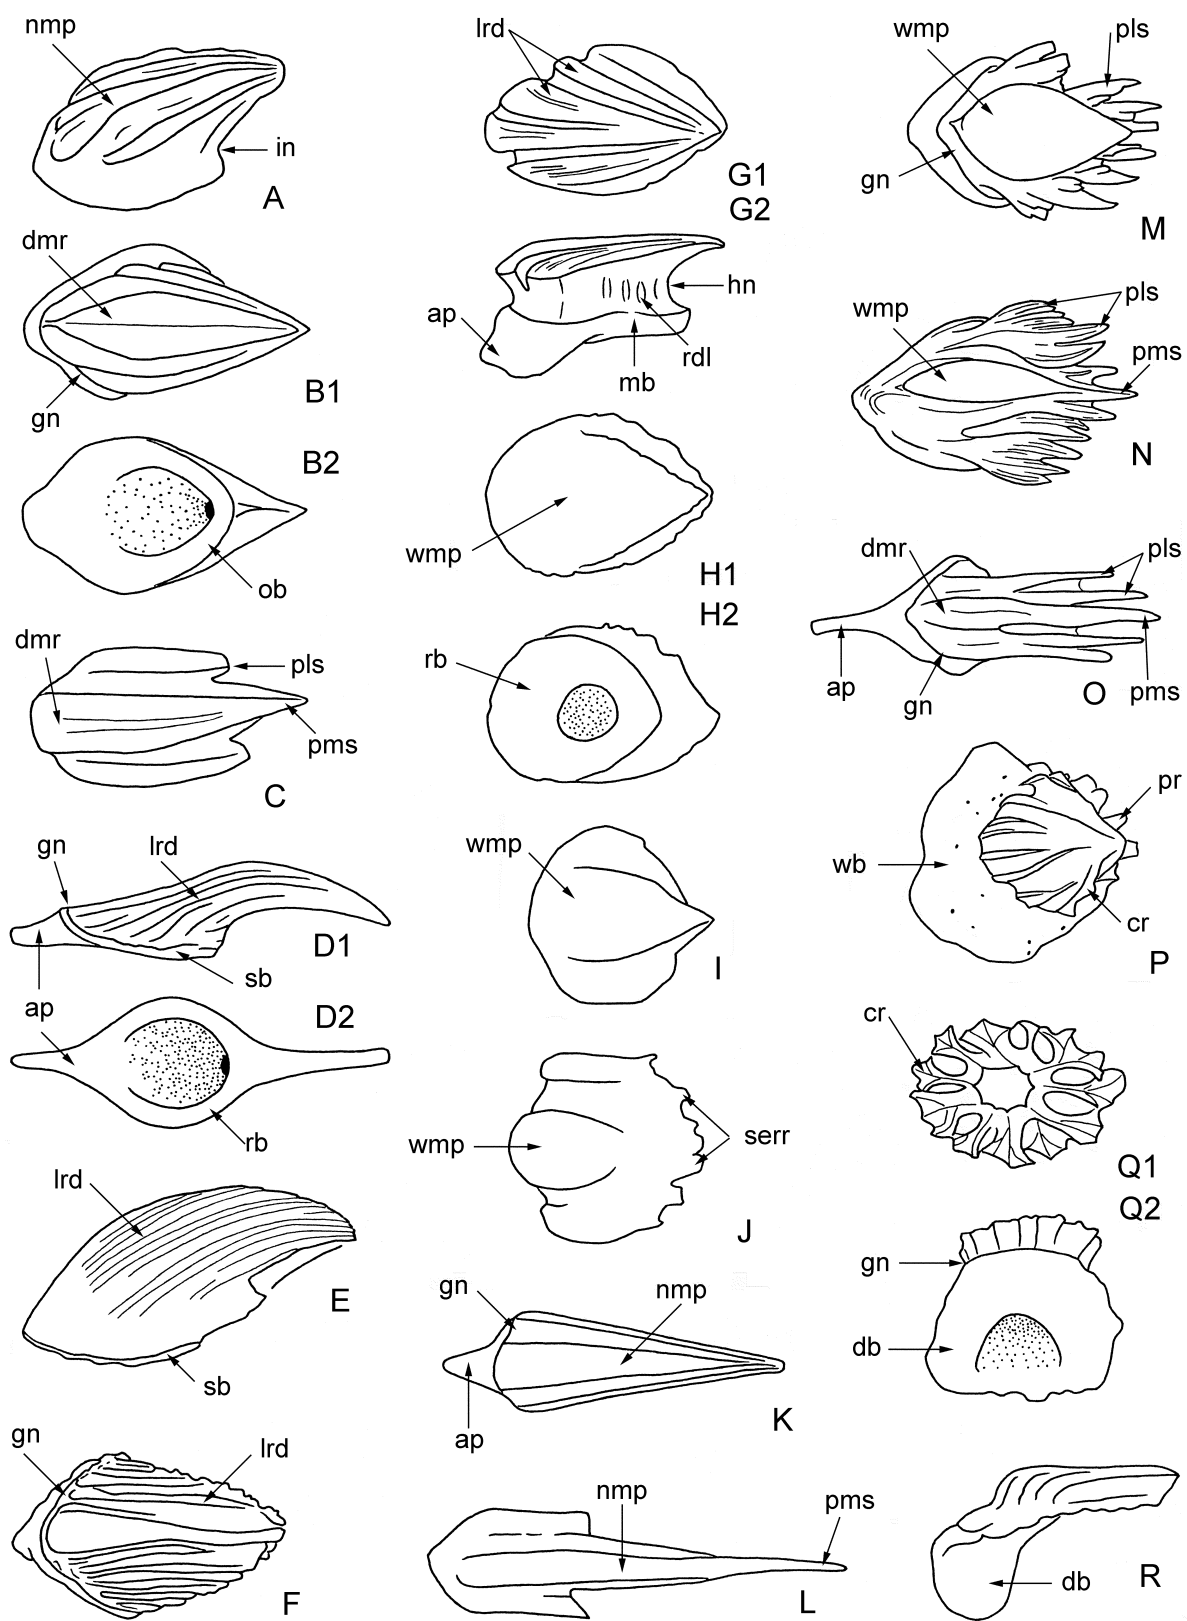 nmp
in
A
dmr
gn
B1
B2
ob
dmr
pls
pms
C
gn
lrd
ap
sb
D1
D2
rb
lrd
sb
E
gn
lrd
F
lrd
G1
G2
ap
hn
rdl
mb
wmp
H1
H2
rb
wmp
I
wmp
serr
J
gn
nmp
ap
K
nmp
pms
L
wmp
pls
gn
M
wmp
pls
pms
N
dmr
pls
ap
gn
pms
O
pr
wb
cr
P
cr
Q1
Q2
gn
db
db
R